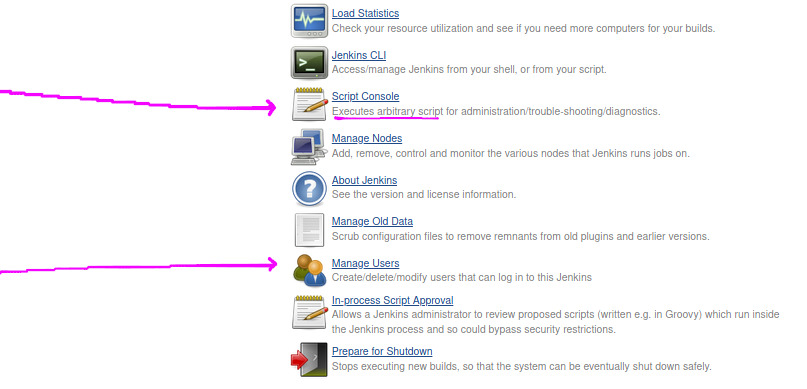 Load Statistics
Check your resource utilization and see if you need more computers for your builds.
Jenkins CLI
Access/manage Jenkins from your shell, or from your script.
Script Console
Executes arbitrary script for administration/trouble-shooting/diagnostics.
Manage Nodes
Add, remove, control and monitor the various nodes that Jenkins runs jobs on.
About Jenkins
See the version and license information.
Manage Old Data
Scrub configuration files to remove remnants from old plugins and earlier versions.
Manage Users
Create/delete/modify users that can log in to this Jenkins
In-process Script Approval
Allows a Jenkins administrator to review proposed scripts (written e.g. in Groovy) which run inside
the Jenkins process and so could bypass security restrictions.
Prepare for Shutdown
Stops executing new builds, so that the system can be eventually shut down safely.